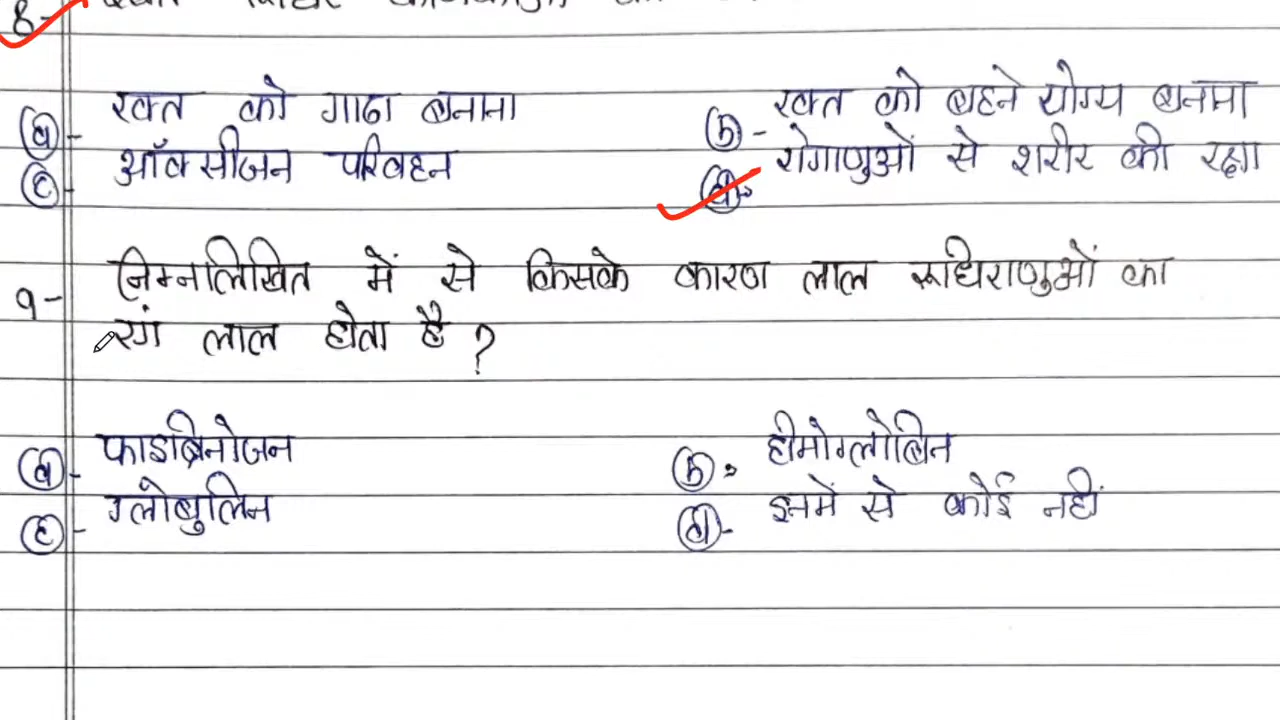 8-
(a)- रक्त को गाढा बनाना (b)- रक्त को बहने योग्य बनाना
(c)- ऑक्सीजन परिवहन (d)- रोगाणुओं से शरीर की रक्षा
9- निम्नलिखित में से किसके कारण लाल रूधिराणुओं का
रंग लाल होता है ?
(a)- फाइब्रिनोजन (b)- हीमोग्लोबिन
(c)- ग्लोबुलिन (d)- इनमें से कोई नहीं